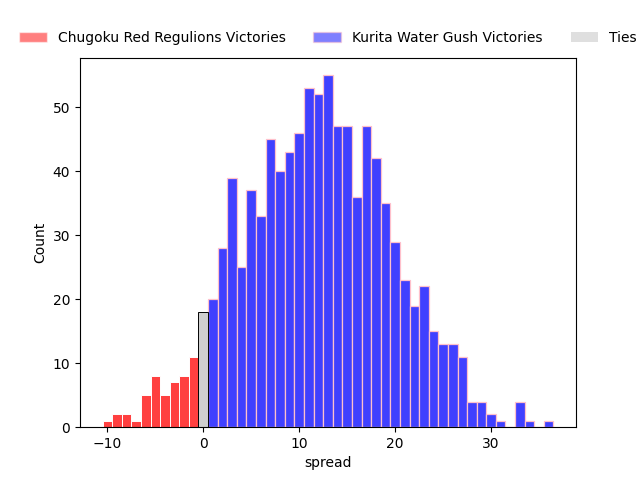 Chugoku Red Regulions Victories Kurita Water Gush Victories Ties
50
40
30
20
10
0
Count
−10 0 10 20 30
spread